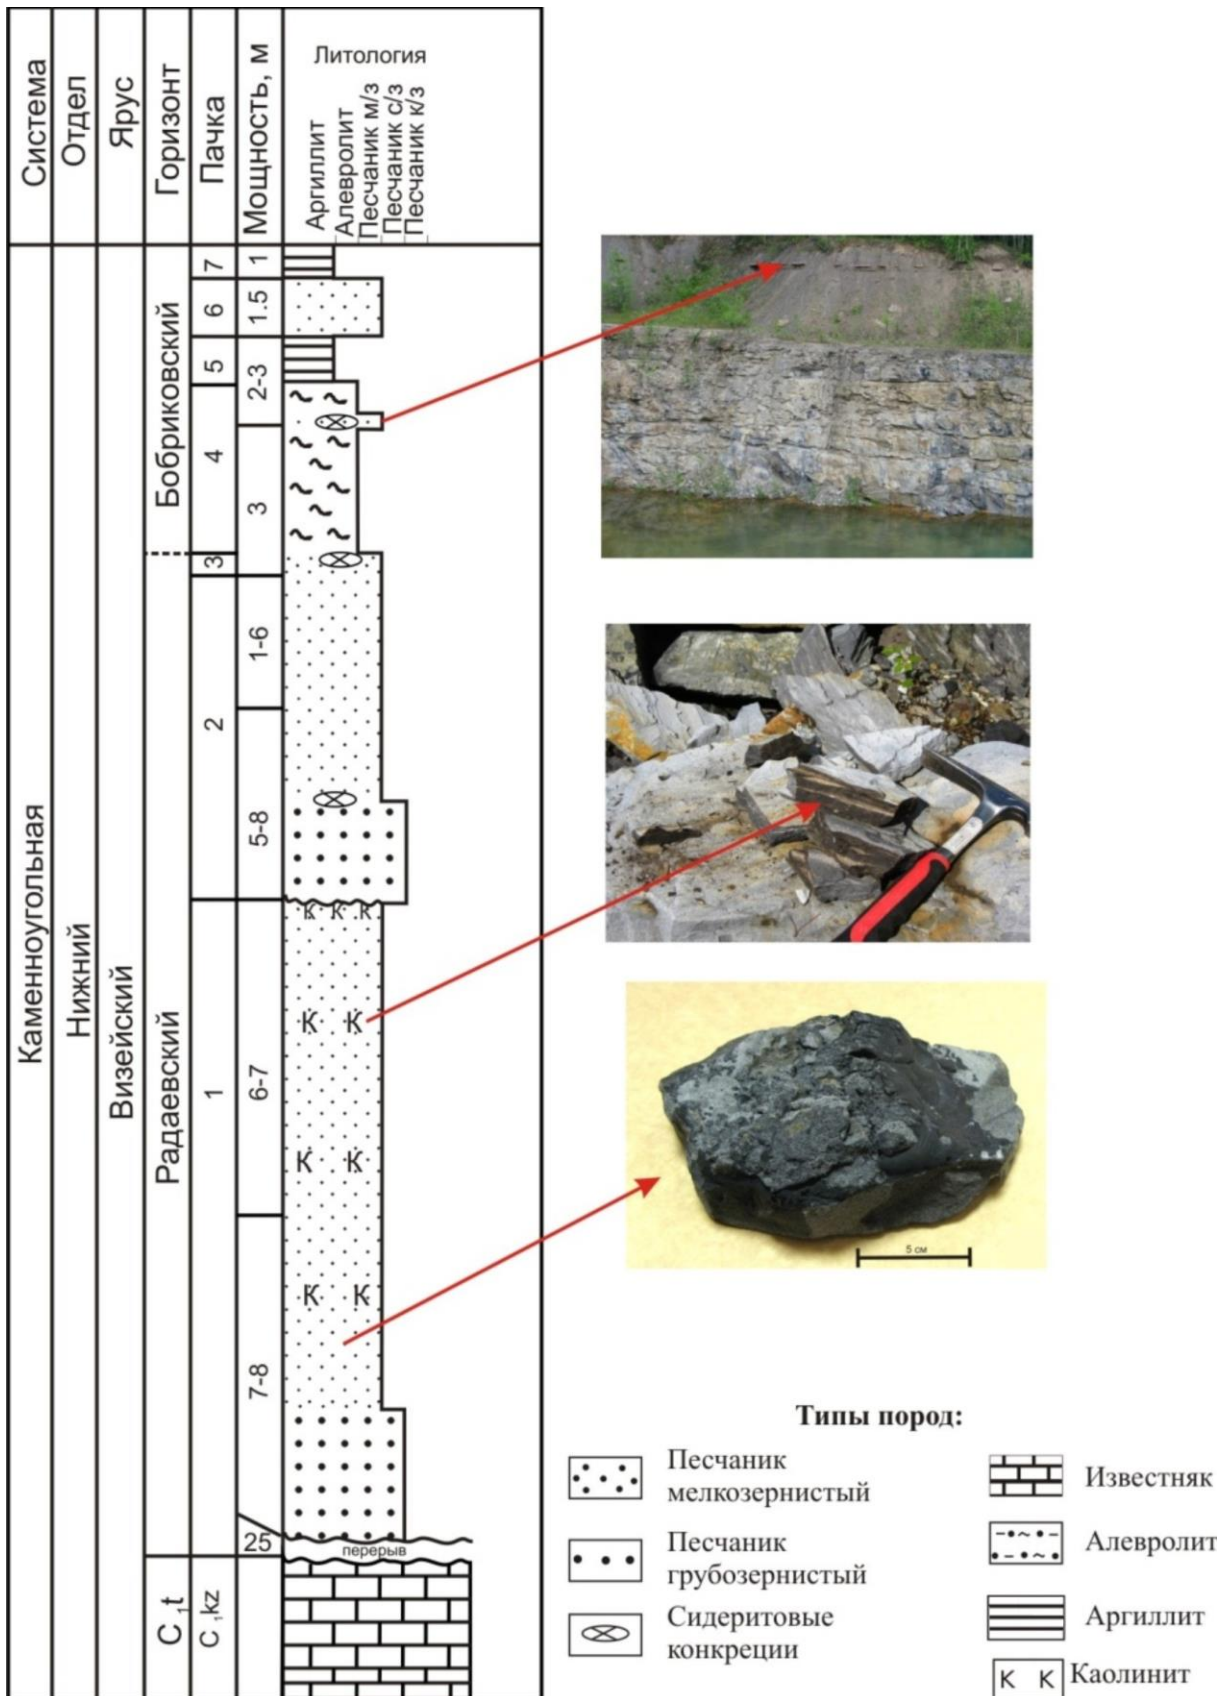 Система
Отдел
Ярус
Горизонт
Пачка
Мощность, м
Литология
Аргиллит
Алевролит
Песчаник м/з
Песчаник с/з
Песчаник к/з
Каменноугольная
Нижний
Визейский
Бобриковский
Радаевский
C₁t
C₁kz
7
6
5
4
3
2
1
1
1.5
2-3
3
1-6
5-8
6-7
7-8
25
К К К
К К
К К
К К
перерыв
5 см
Типы пород:
Песчаник
мелкозернистый
Песчаник
грубозернистый
Сидеритовые
конкреции
Известняк
Алевролит
Аргиллит
К К Каолинит